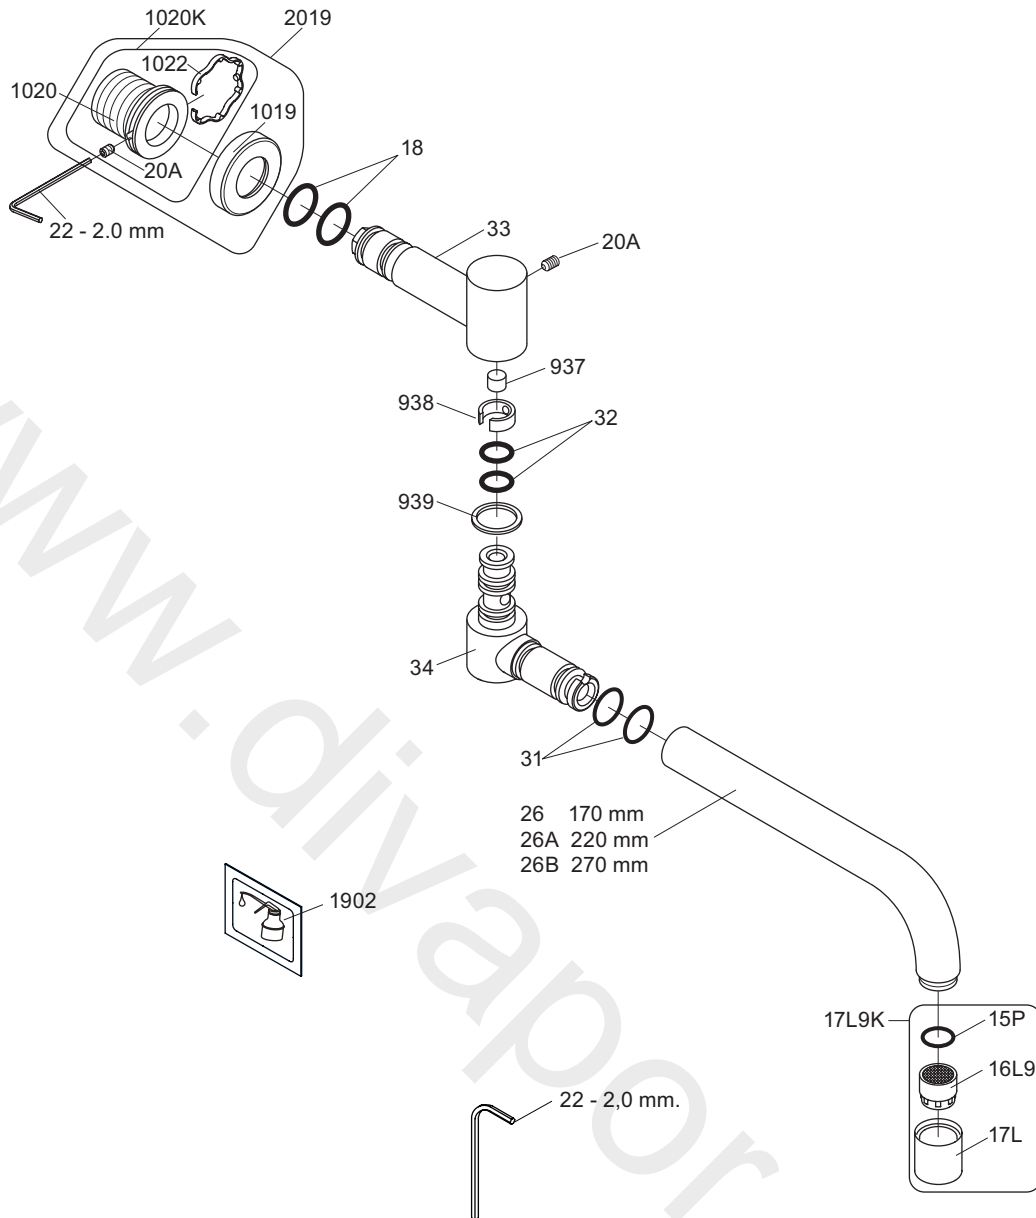 1020K
2019
1022
1020
1019
18
20A
22 - 2.0 mm
33
20A
937
938
32
939
34
31
26 170 mm
26A 220 mm
26B 270 mm
1902
17L9K
15P
16L9
22 - 2,0 mm.
17L
www.divapor